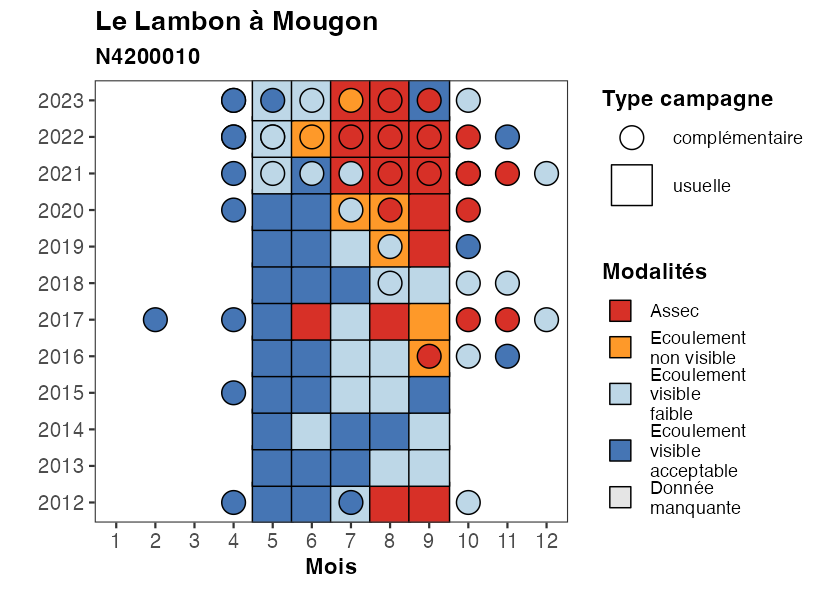 Le Lambon à Mougon
N4200010
2023
2022
2021
2020
2019
2018
2017
2016
2015
2014
2013
2012
1 2 3 4 5 6 7 8 9 10 11 12
Mois
Type campagne
complémentaire
usuelle
Modalités
Assec
Ecoulement
non visible
Ecoulement
visible
faible
Ecoulement
visible
acceptable
Donnée
manquante